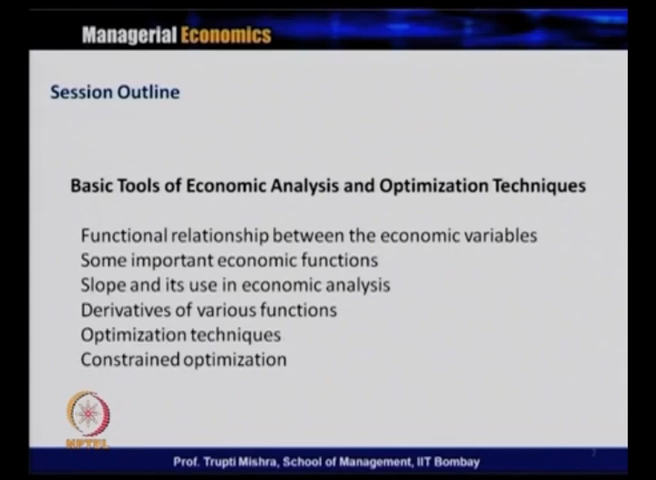 Managerial Economics
Session Outline
Basic Tools of Economic Analysis and Optimization Techniques
Functional relationship between the economic variables
Some important economic functions
Slope and its use in economic analysis
Derivatives of various functions
Optimization techniques
Constrained optimization
NPTEL
Prof. Trupti Mishra, School of Management, IIT Bombay
7